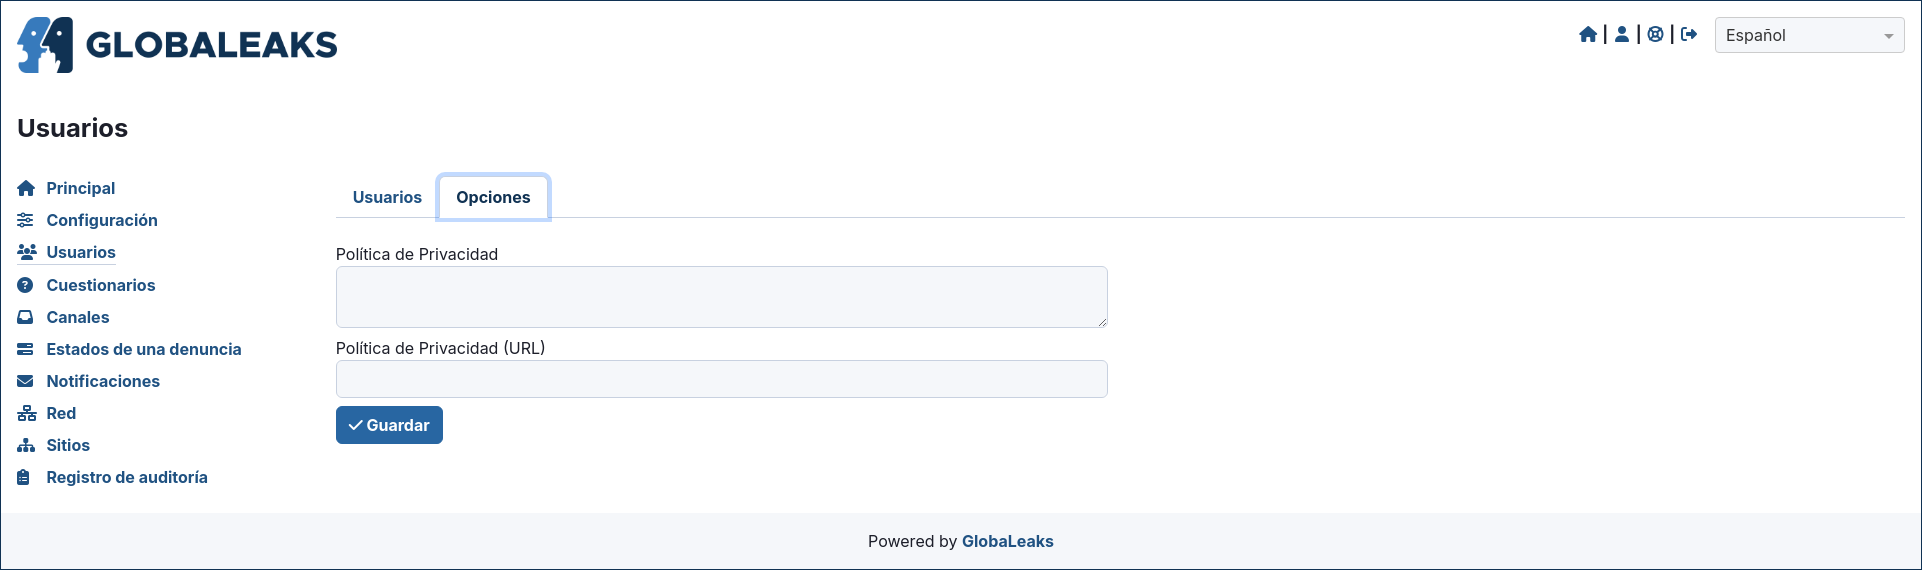 GLOBALEAKS
Español
Usuarios
Principal
Configuración
Usuarios
Cuestionarios
Canales
Estados de una denuncia
Notificaciones
Red
Sitios
Registro de auditoría
Usuarios
Opciones
Política de Privacidad
Política de Privacidad (URL)
Guardar
Powered by GlobaLeaks